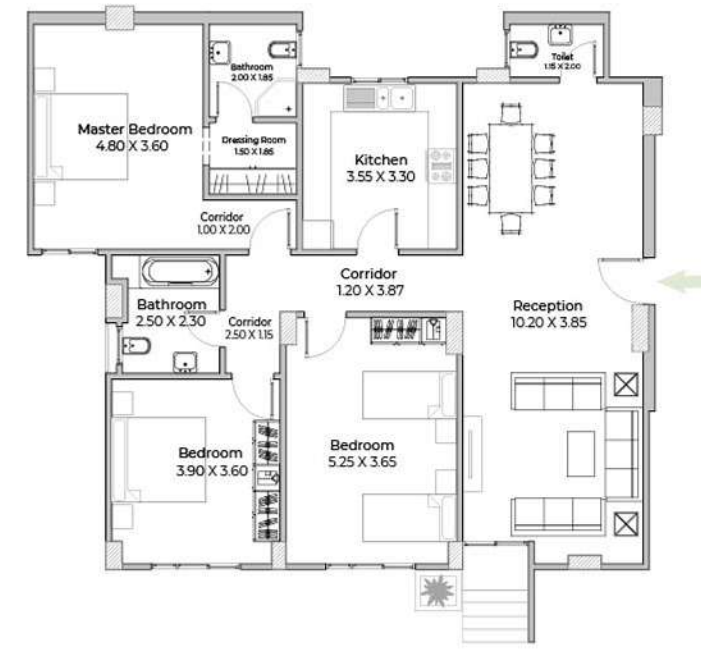 Bathroom
2.00 X 1.85
Toilet
1.15 X 2.00
Master Bedroom
4.80 X 3.60
Dressing Room
1.50 X 1.85
Kitchen
3.55 X 3.30
Corridor
1.00 X 2.00
Corridor
1.20 X 3.87
Bathroom
2.50 X 2.30
Corridor
2.50 X 1.15
Reception
10.20 X 3.85
Bedroom
3.90 X 3.60
Bedroom
5.25 X 3.65